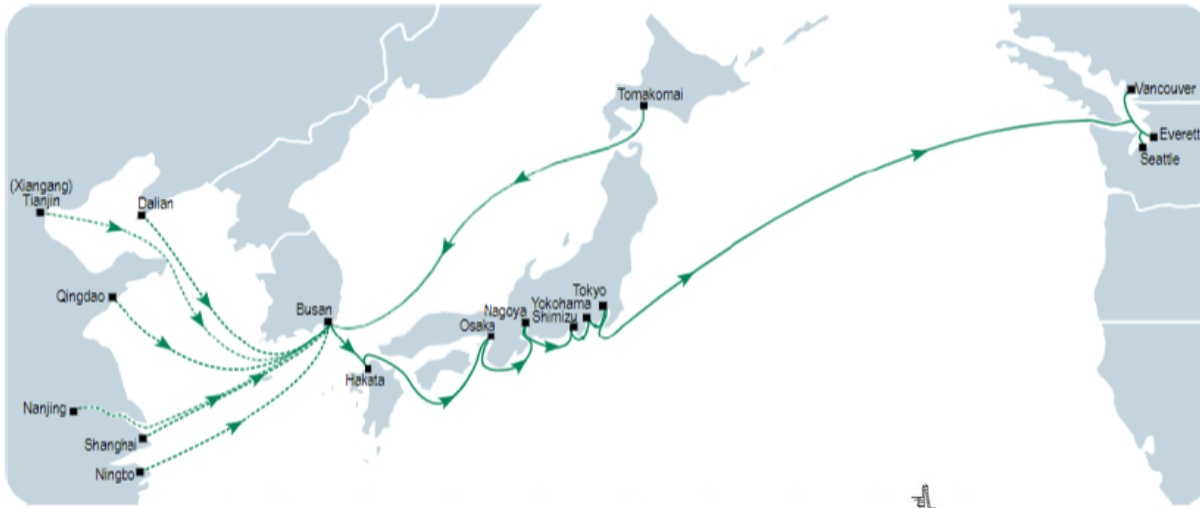 Tomakomai
Vancouver
Everett
Seattle
(Xiangang)
Tianjin
Dalian
Qingdao
Busan
Tokyo
Nagoya
Yokohama
Shimizu
Osaka
Hakata
Nanjing
Shanghai
Ningbo